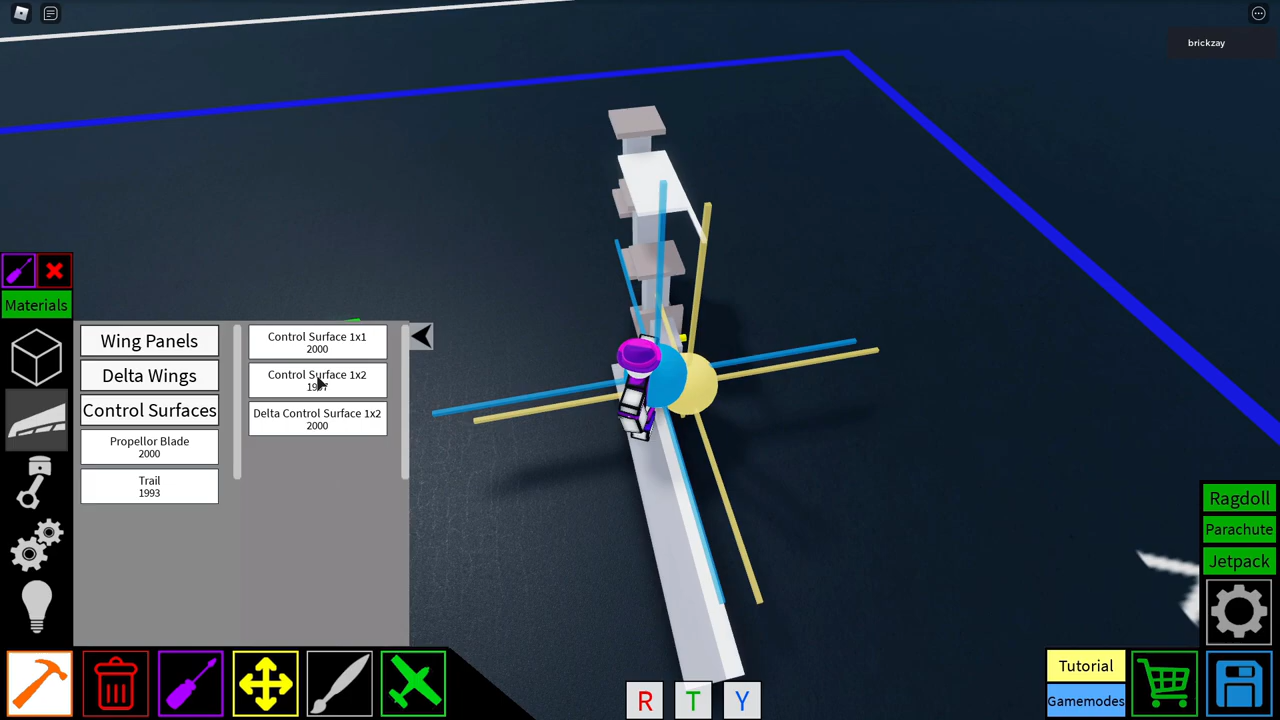 brickzay
Materials
Wing Panels
Delta Wings
Control Surfaces
Propellor Blade
2000
Trail
1993
Control Surface 1x1
2000
Control Surface 1x2
Delta Control Surface 1x2
2000
Ragdoll
Parachute
Jetpack
Tutorial
Gamemodes
R
T
Y